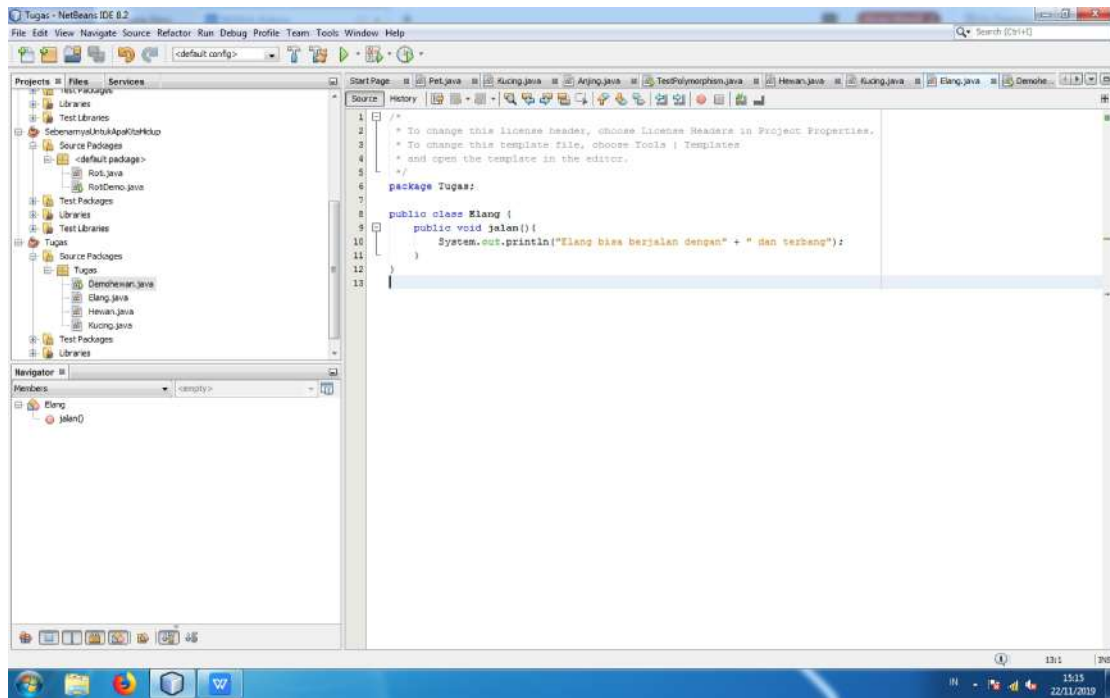 Tugas - NetBeans IDE 8.2
File Edit View Navigate Source Refactor Run Debug Profile Team Tools Window Help
Search (Ctrl+I)
<default config>
Projects Files Services
Start Page Pet.java Kucing.java Anjing.java TestPolymorphism.java Hewan.java Kucing.java Elang.java Demohe...
Source History
Test Packages
Libraries
Test Libraries
SebenarnyaUntukApaKitaHidup
Source Packages
<default package>
Roti.java
RotiDemo.java
Test Packages
Libraries
Test Libraries
Tugas
Source Packages
Tugas
Demohewan.java
Elang.java
Hewan.java
Kucing.java
Test Packages
Libraries
1 /*
2 * To change this license header, choose License Headers in Project Properties.
3 * To change this template file, choose Tools | Templates
4 * and open the template in the editor.
5 */
6 package Tugas;
7
8 public class Elang {
9 public void jalan(){
10 System.out.println("Elang bisa berjalan dengan" + " dan terbang");
11 }
12 }
13
Navigator
Members <empty>
Elang
jalan()
13:1 INS
IN 15:15
22/11/2019